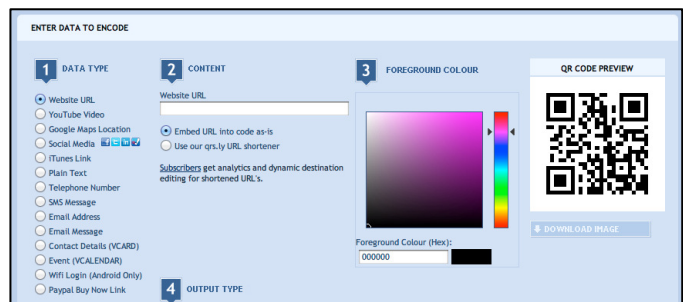 ENTER DATA TO ENCODE
1 DATA TYPE
Website URL
YouTube Video
Google Maps Location
Social Media
iTunes Link
Plain Text
Telephone Number
SMS Message
Email Address
Email Message
Contact Details (VCARD)
Event (VCALENDAR)
Wifi Login (Android Only)
Paypal Buy Now Link
2 CONTENT
Website URL
Embed URL into code as-is
Use our qrs.ly URL shortener
Subscribers get analytics and dynamic destination
editing for shortened URL's.
3 FOREGROUND COLOUR
Foreground Colour (Hex):
000000
4 OUTPUT TYPE
QR CODE PREVIEW
DOWNLOAD IMAGE